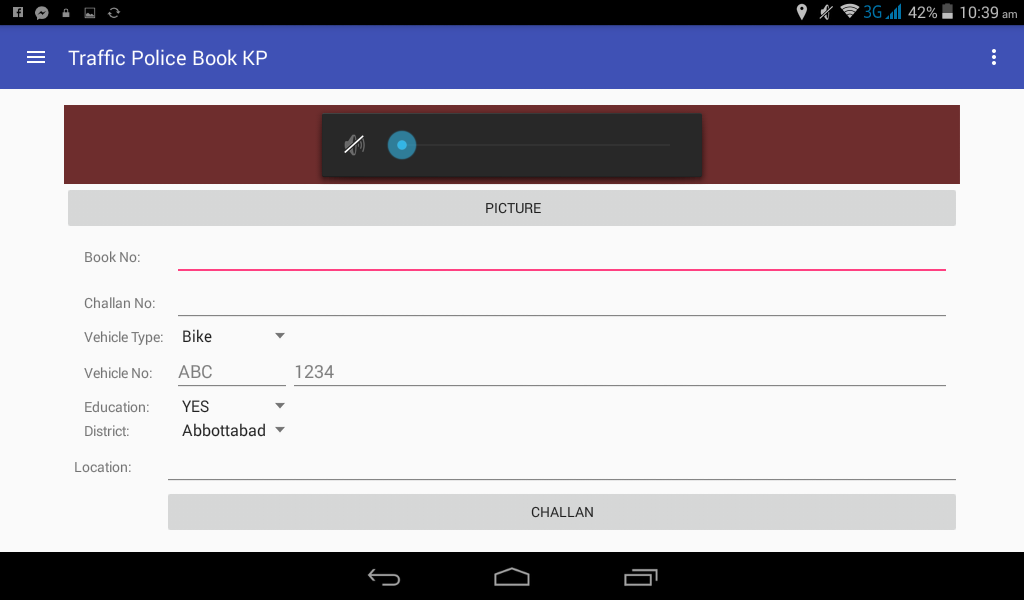 3G 42% 10:39 am
Traffic Police Book KP
PICTURE
Book No:
Challan No:
Vehicle Type: Bike
Vehicle No: ABC 1234
Education: YES
District: Abbottabad
Location:
CHALLAN